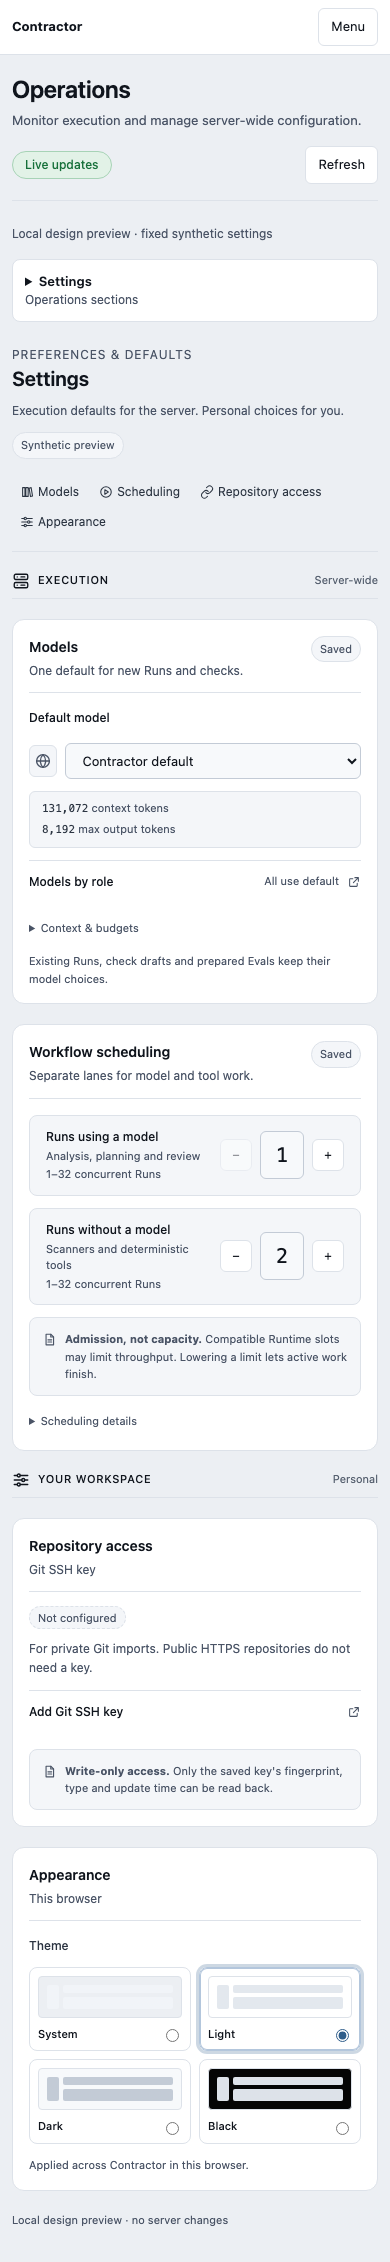 Contractor
Menu
Operations
Monitor execution and manage server-wide configuration.
Live updates
Refresh
Local design preview · fixed synthetic settings
Settings
Operations sections
PREFERENCES & DEFAULTS
Settings
Execution defaults for the server. Personal choices for you.
Synthetic preview
Models
Scheduling
Repository access
Appearance
EXECUTION
Server-wide
Models
Saved
One default for new Runs and checks.
Default model
Contractor default
131,072 context tokens
8,192 max output tokens
Models by role
All use default
Context & budgets
Existing Runs, check drafts and prepared Evals keep their
model choices.
Workflow scheduling
Saved
Separate lanes for model and tool work.
Runs using a model
Analysis, planning and review
1–32 concurrent Runs
− 1 +
Runs without a model
Scanners and deterministic
tools
1–32 concurrent Runs
− 2 +
Admission, not capacity. Compatible Runtime slots
may limit throughput. Lowering a limit lets active work
finish.
Scheduling details
YOUR WORKSPACE
Personal
Repository access
Git SSH key
Not configured
For private Git imports. Public HTTPS repositories do not
need a key.
Add Git SSH key
Write-only access. Only the saved key's fingerprint,
type and update time can be read back.
Appearance
This browser
Theme
System
Light
Dark
Black
Applied across Contractor in this browser.
Local design preview · no server changes